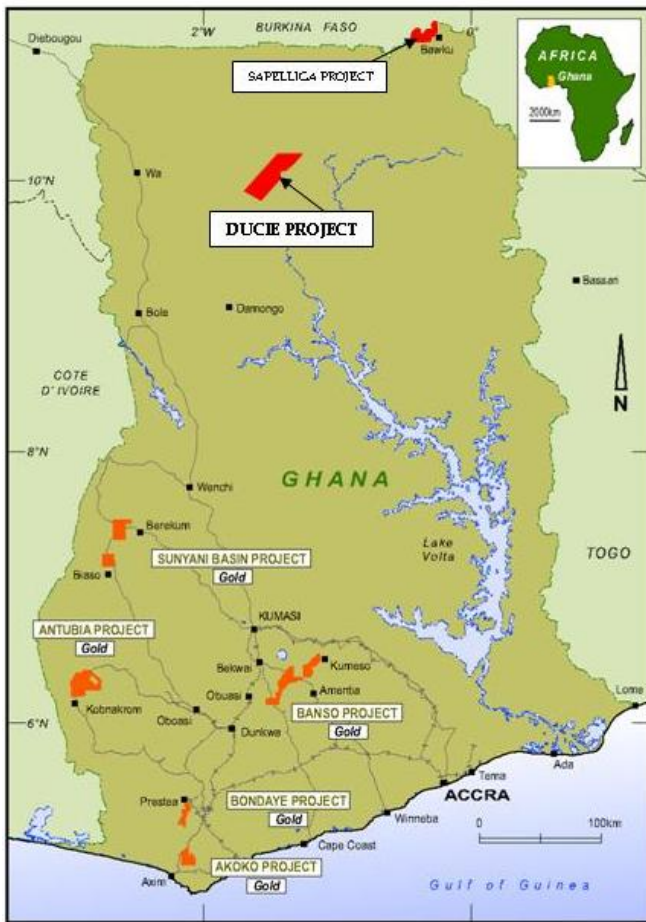 BURKINA FASO
Diebougou
2°W
0°
Bawku
AFRICA
Ghana
2000km
SAPELLIGA PROJECT
10°N
Wa
DUCIE PROJECT
Bassari
Bole
Damongo
COTE
D'IVOIRE
N
8°N
Wenchi
GHANA
Berekum
SUNYANI BASIN PROJECT
Gold
Lake
Volta
TOGO
Biaso
ANTUBIA PROJECT
Gold
KUMASI
Bekwai
Kumeso
Obuasi
Amentia
Kobnakrom
Oboasi
BANSO PROJECT
Gold
Lome
6°N
Dunkwa
Ada
Tema
ACCRA
Prestea
BONDAYE PROJECT
Gold
Winneba
0
100km
Cape Coast
AKOKO PROJECT
Gold
Axim
Gulf of Guinea